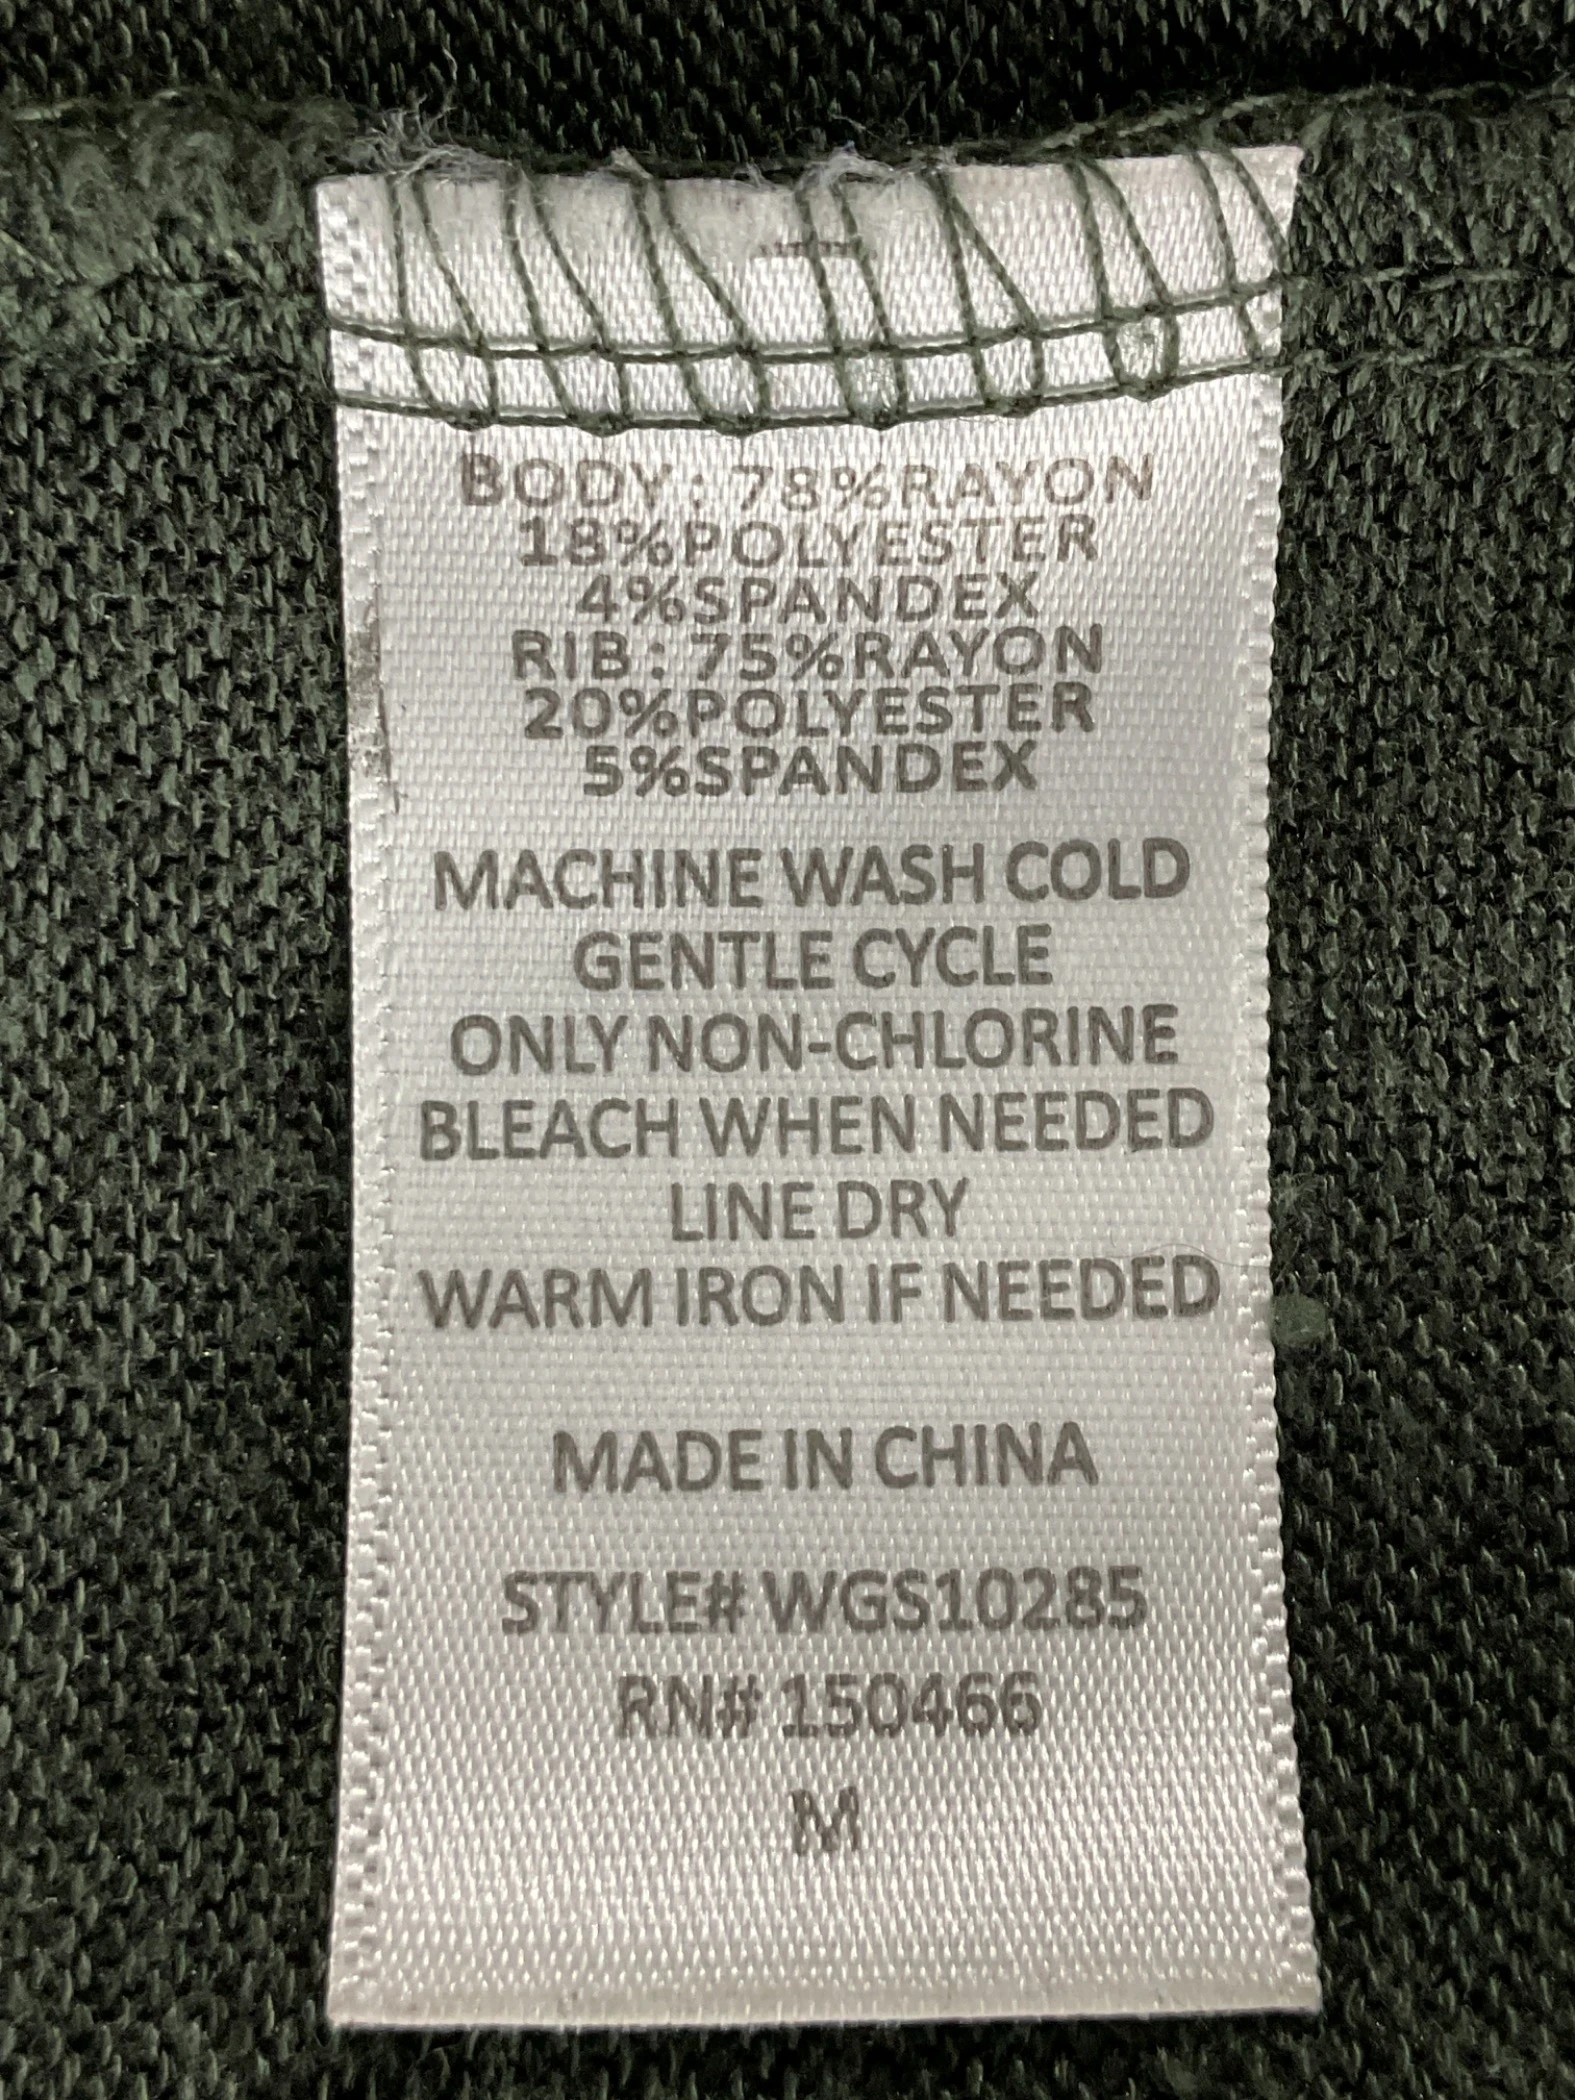 BODY: 78%RAYON
18%POLYESTER
4%SPANDEX
RIB: 75%RAYON
20%POLYESTER
5%SPANDEX
MACHINE WASH COLD
GENTLE CYCLE
ONLY NON-CHLORINE
BLEACH WHEN NEEDED
LINE DRY
WARM IRON IF NEEDED
MADE IN CHINA
STYLE# WGS10285
RN# 150466
M